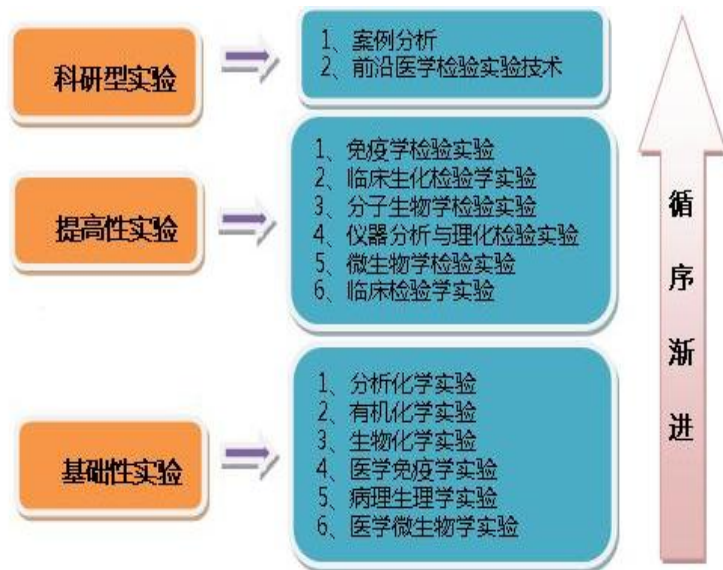 科研型实验
1、案例分析
2、前沿医学检验实验技术
提高性实验
1、免疫学检验实验
2、临床生化检验学实验
3、分子生物学检验实验
4、仪器分析与理化检验实验
5、微生物学检验实验
6、临床检验学实验
基础性实验
1、分析化学实验
2、有机化学实验
3、生物化学实验
4、医学免疫学实验
5、病理生理学实验
6、医学微生物学实验
循
序
渐
进